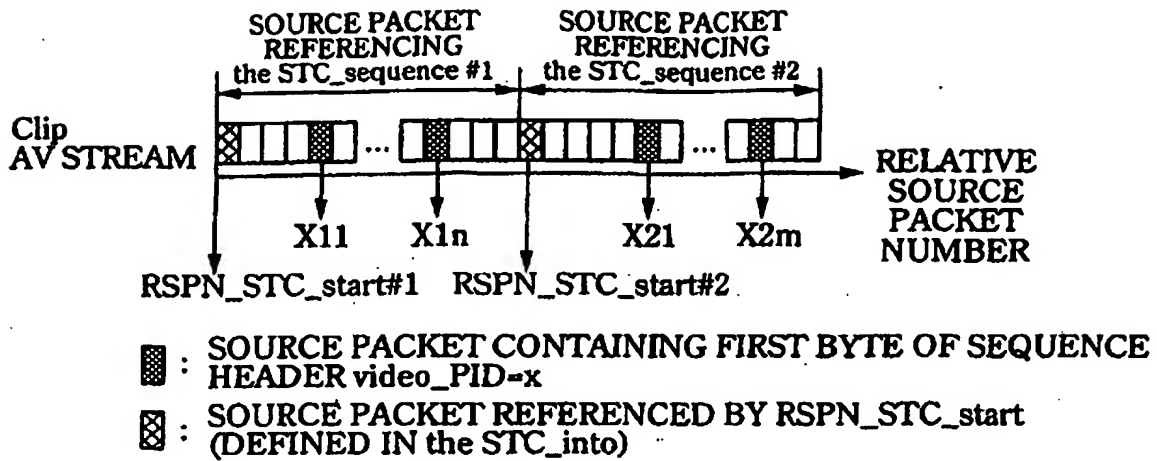 SOURCE PACKET
REFERENCING
the STC_sequence #1
SOURCE PACKET
REFERENCING
the STC_sequence #2
Clip
AV STREAM
...
...
RELATIVE
SOURCE
PACKET
NUMBER
X11
X1n
X21
X2m
RSPN_STC_start#1
RSPN_STC_start#2
: SOURCE PACKET CONTAINING FIRST BYTE OF SEQUENCE
HEADER video_PID=x
: SOURCE PACKET REFERENCED BY RSPN_STC_start
(DEFINED IN the STC_into)